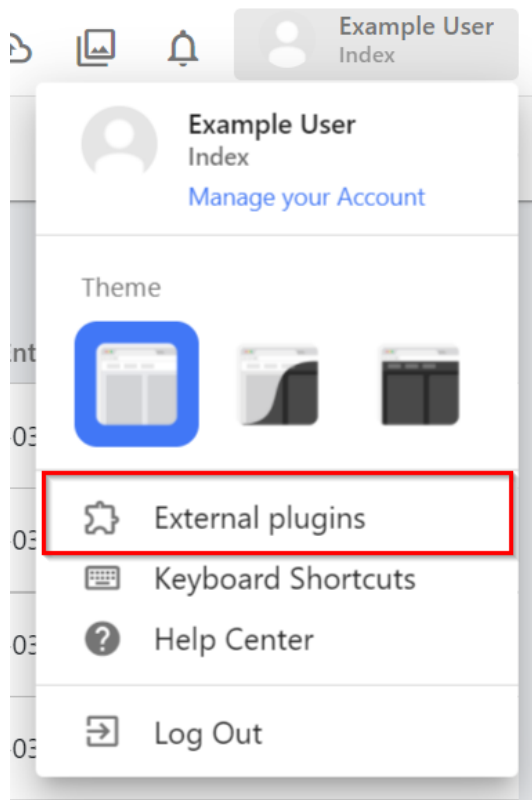 Example User
Index
Example User
Index
Manage your Account
Theme
External plugins
Keyboard Shortcuts
Help Center
Log Out